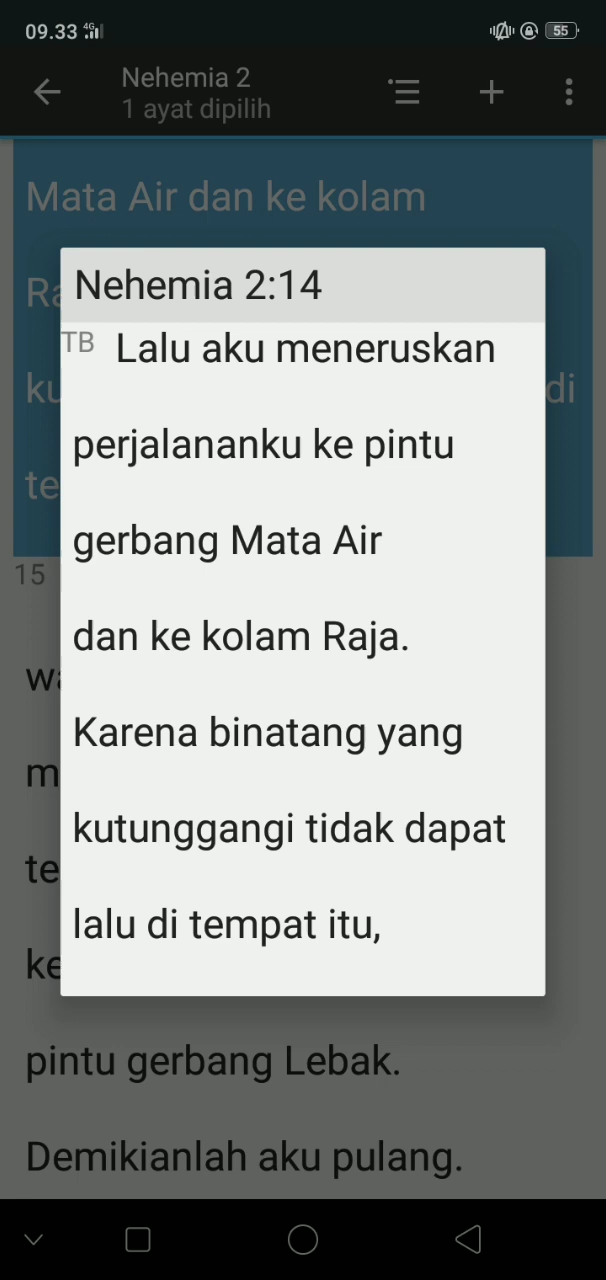 09.33 4G 55
Nehemia 2
1 ayat dipilih
Mata Air dan ke kolam
Nehemia 2:14
TB Lalu aku meneruskan
perjalananku ke pintu
gerbang Mata Air
dan ke kolam Raja.
Karena binatang yang
kutunggangi tidak dapat
lalu di tempat itu,
15
pintu gerbang Lebak.
Demikianlah aku pulang.